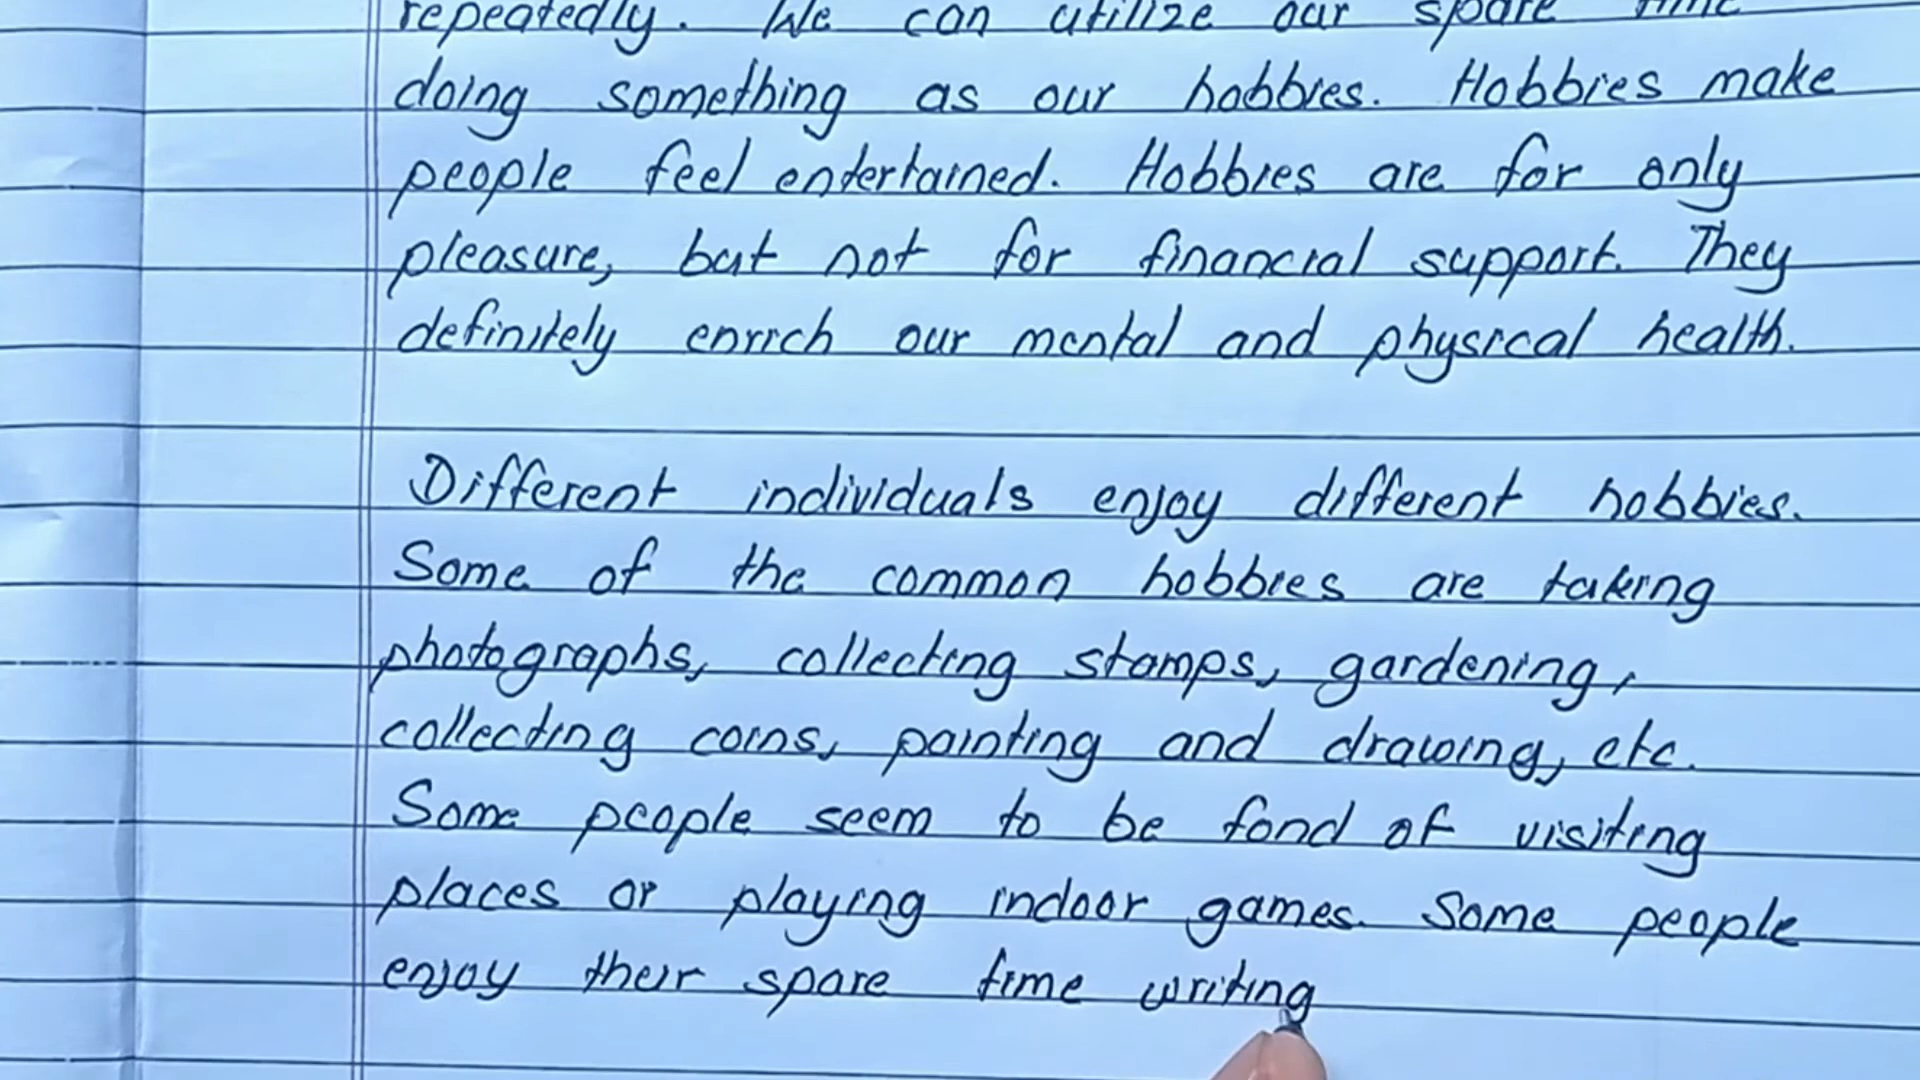 repeatedly. We can utilize our spare time
doing something as our hobbies. Hobbies make
people feel entertained. Hobbies are for only
pleasure, but not for financial support. They
definitely enrich our mental and physical health.
Different individuals enjoy different hobbies.
Some of the common hobbies are taking
photographs, collecting stamps, gardening,
collecting coins, painting and drawing, etc.
Some people seem to be fond of visiting
places or playing indoor games. Some people
enjoy their spare time writing